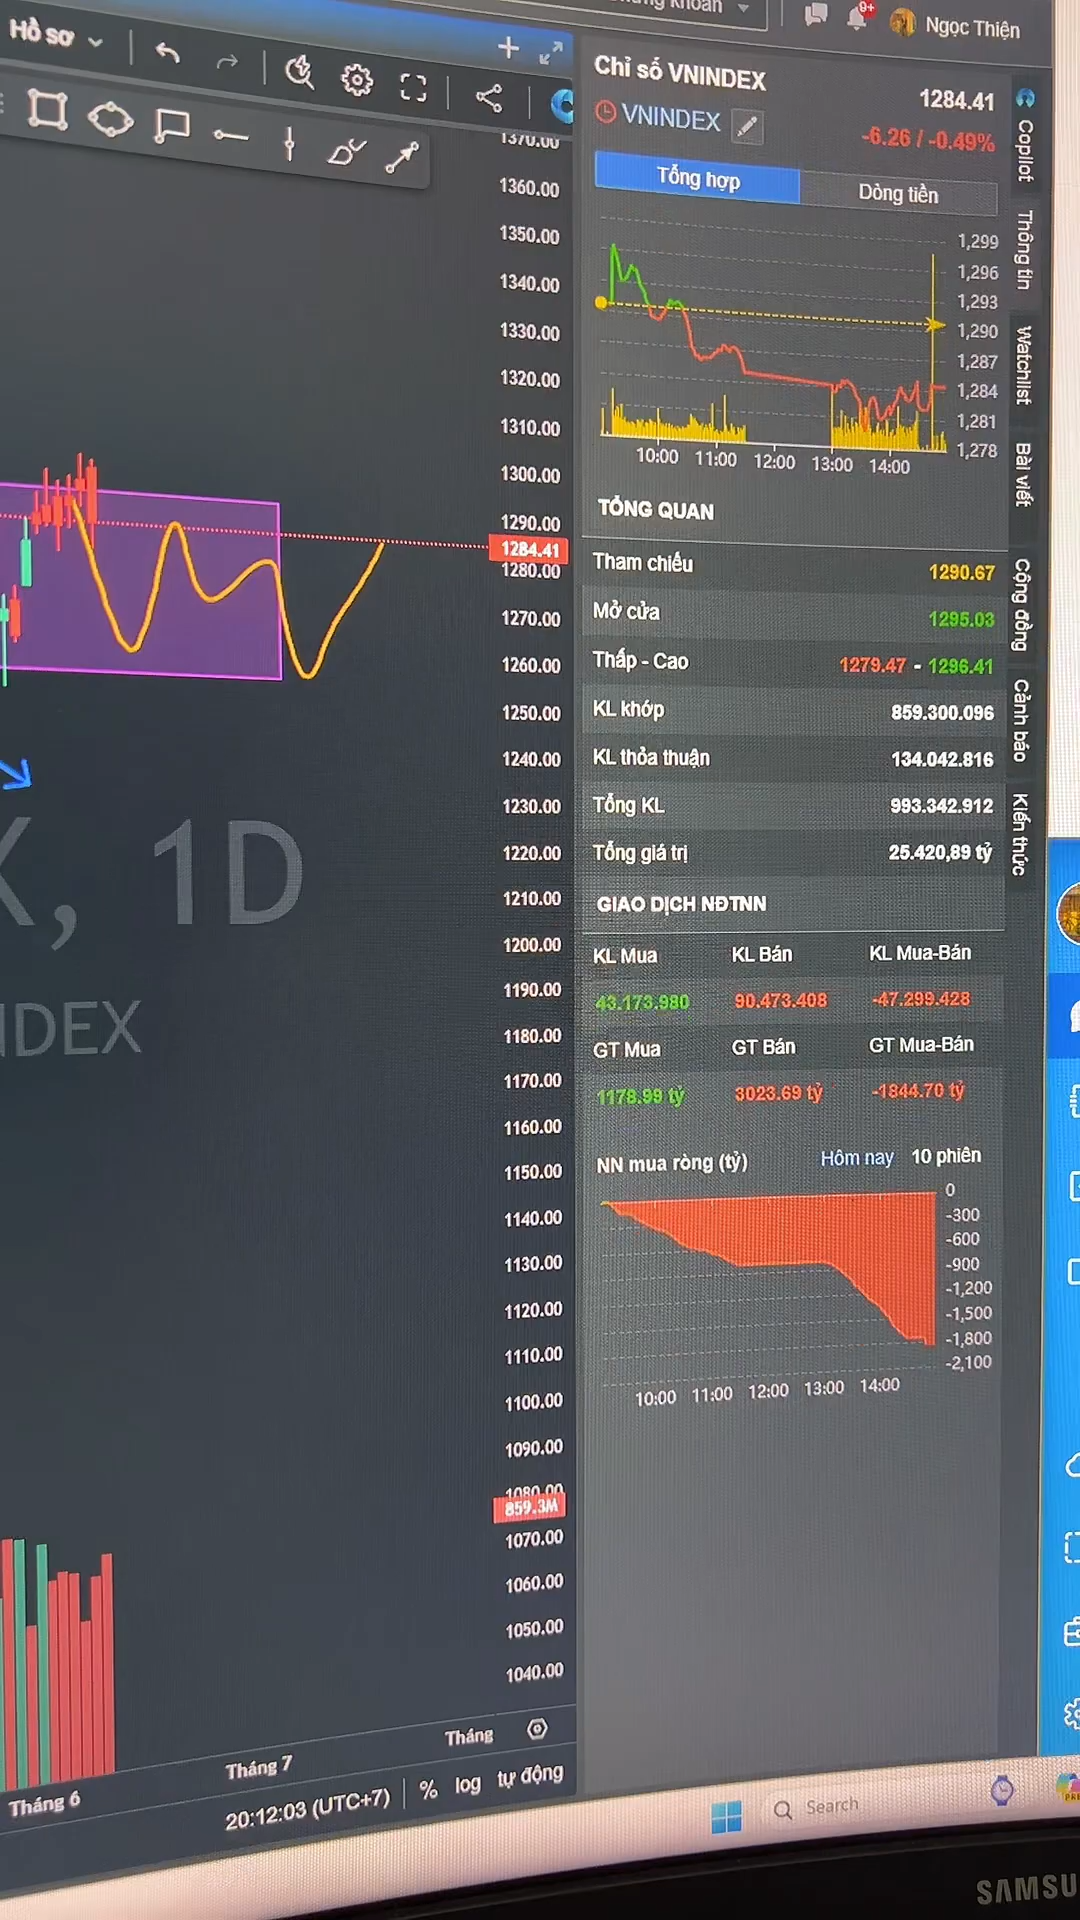 Ngọc Thiện
9+
Hồ sơ
Chỉ số VNINDEX
1284.41
VNINDEX
-6.26 / -0.49%
Tổng hợp
Dòng tiền
Copilot
Thông tin
Watchlist
Bài viết
Cộng đồng
Cảnh báo
Kiến thức
1370.00
1360.00
1350.00
1340.00
1330.00
1320.00
1310.00
1300.00
1290.00
1284.41
1280.00
1270.00
1260.00
1250.00
1240.00
1230.00
1220.00
1210.00
1200.00
1190.00
1180.00
1170.00
1160.00
1150.00
1140.00
1130.00
1120.00
1110.00
1100.00
1090.00
1080.00
859.3M
1070.00
1060.00
1050.00
1040.00
X, 1D
NDEX
1,299
1,296
1,293
1,290
1,287
1,284
1,281
1,278
10:00 11:00 12:00 13:00 14:00
TỔNG QUAN
Tham chiếu 1290.67
Mở cửa 1295.03
Thấp - Cao 1279.47 - 1296.41
KL khớp 859.300.096
KL thỏa thuận 134.042.816
Tổng KL 993.342.912
Tổng giá trị 25.420,89 tỷ
GIAO DỊCH NĐTNN
KL Mua KL Bán KL Mua-Bán
43.173.980 90.473.408 -47.299.428
GT Mua GT Bán GT Mua-Bán
1178.99 tỷ 3023.69 tỷ -1844.70 tỷ
NN mua ròng (tỷ) Hôm nay 10 phiên
0
-300
-600
-900
-1,200
-1,500
-1,800
-2,100
10:00 11:00 12:00 13:00 14:00
Tháng 6 Tháng 7 Tháng
20:12:03 (UTC+7) % log tự động
Search
SAMSU